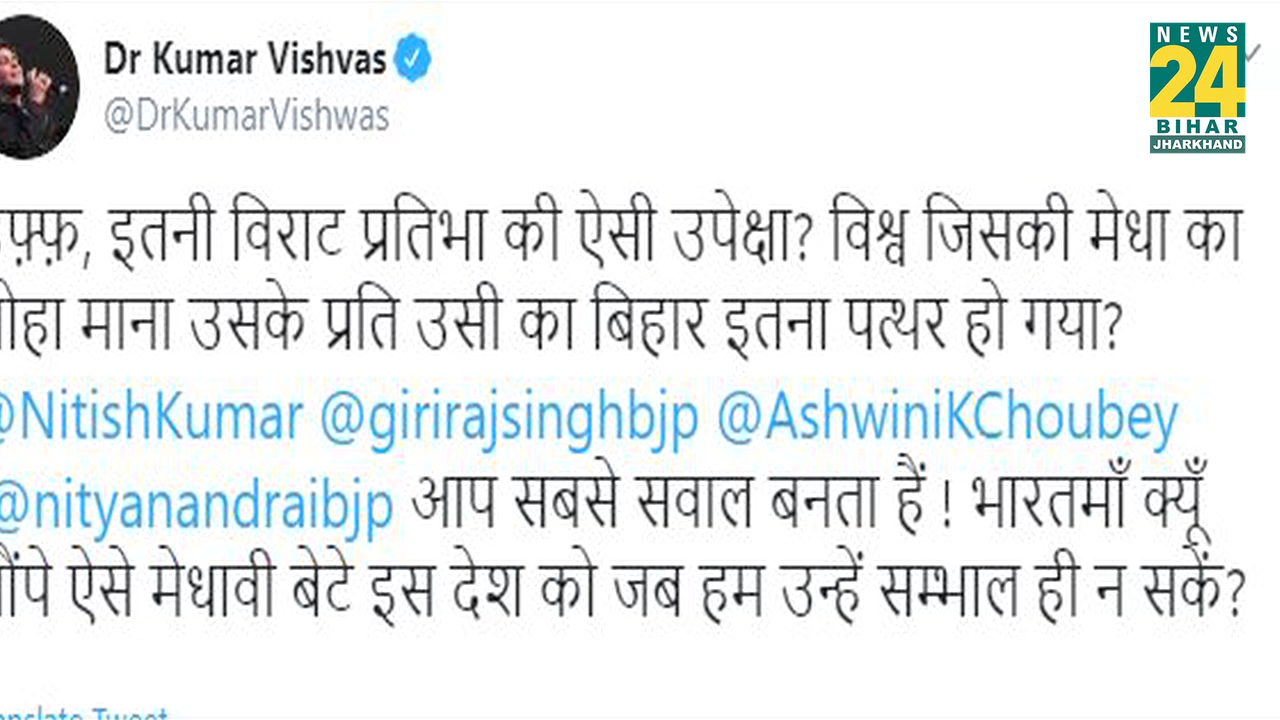 Dr Kumar Vishvas
@DrKumarVishwas
NEWS
24
BIHAR
JHARKHAND
इतनी विराट प्रतिभा की ऐसी उपेक्षा? विश्व जिसकी मेधा का
माना उसके प्रति उसी का बिहार इतना पत्थर हो गया?
@NitishKumar @girirajsinghbjp @AshwiniKChoubey
@nityanandraibjp आप सबसे सवाल बनता हैं ! भारतमाँ क्यूँ
ऐसे मेधावी बेटे इस देश को जब हम उन्हें सम्भाल ही न सकें?
Tweet